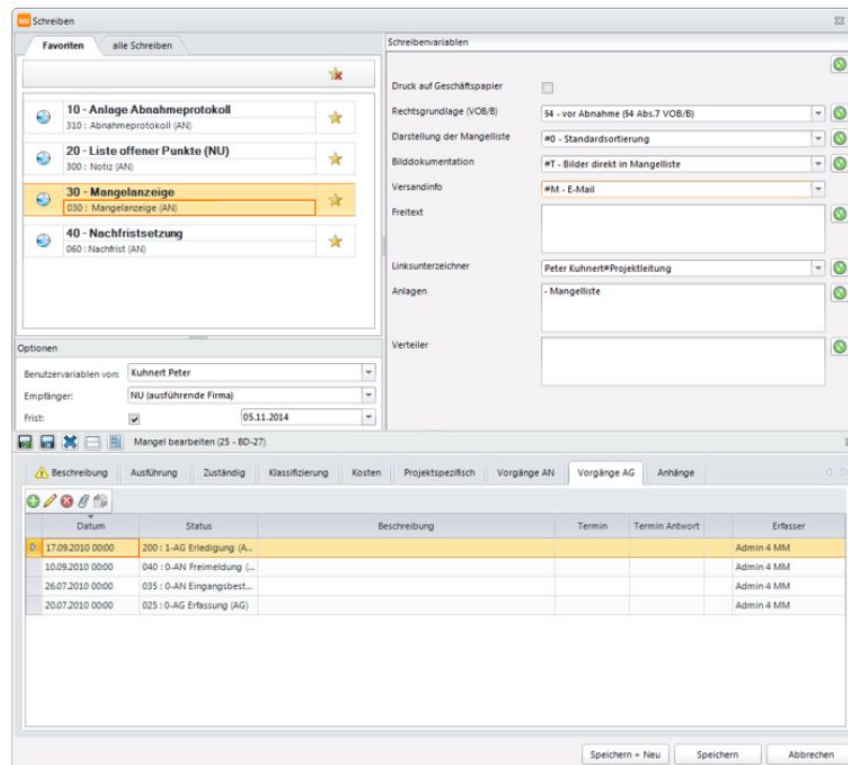 Schreiben
Favoriten
alle Schreiben
10 - Anlage Abnahmeprotokoll
310 : Abnahmeprotokoll (AN)
20 - Liste offener Punkte (NU)
300 : Notiz (AN)
30 - Mangelanzeige
030 : Mangelanzeige (AN)
40 - Nachfristsetzung
060 : Nachfrist (AN)
Optionen
Benutzervariablen von: Kuhnert Peter
Empfänger: NU (ausführende Firma)
Frist: 05.11.2014
Schreibenvariablen
Druck auf Geschäftspapier
Rechtsgrundlage (VOB/B) §4 - vor Abnahme (§4 Abs.7 VOB/B)
Darstellung der Mangelliste #0 - Standardsortierung
Bilddokumentation #T - Bilder direkt in Mangelliste
Versandinfo #M - E-Mail
Freitext
Linksunterzeichner Peter Kuhnert#Projektleitung
Anlagen - Mangelliste
Verteiler
Mangel bearbeiten (25 - BD-27)
Beschreibung Ausführung Zuständig Klassifizierung Kosten Projektspezifisch Vorgänge AN Vorgänge AG Anhänge
Datum Status Beschreibung Termin Termin Antwort Erfasser
D 17.09.2010 00:00 200 : 1-AG Erledigung (A... Admin 4 MM
10.09.2010 00:00 040 : 0-AN Freimeldung (... Admin 4 MM
26.07.2010 00:00 035 : 0-AN Eingangsbest... Admin 4 MM
20.07.2010 00:00 025 : 0-AG Erfassung (AG) Admin 4 MM
Speichern + Neu Speichern Abbrechen